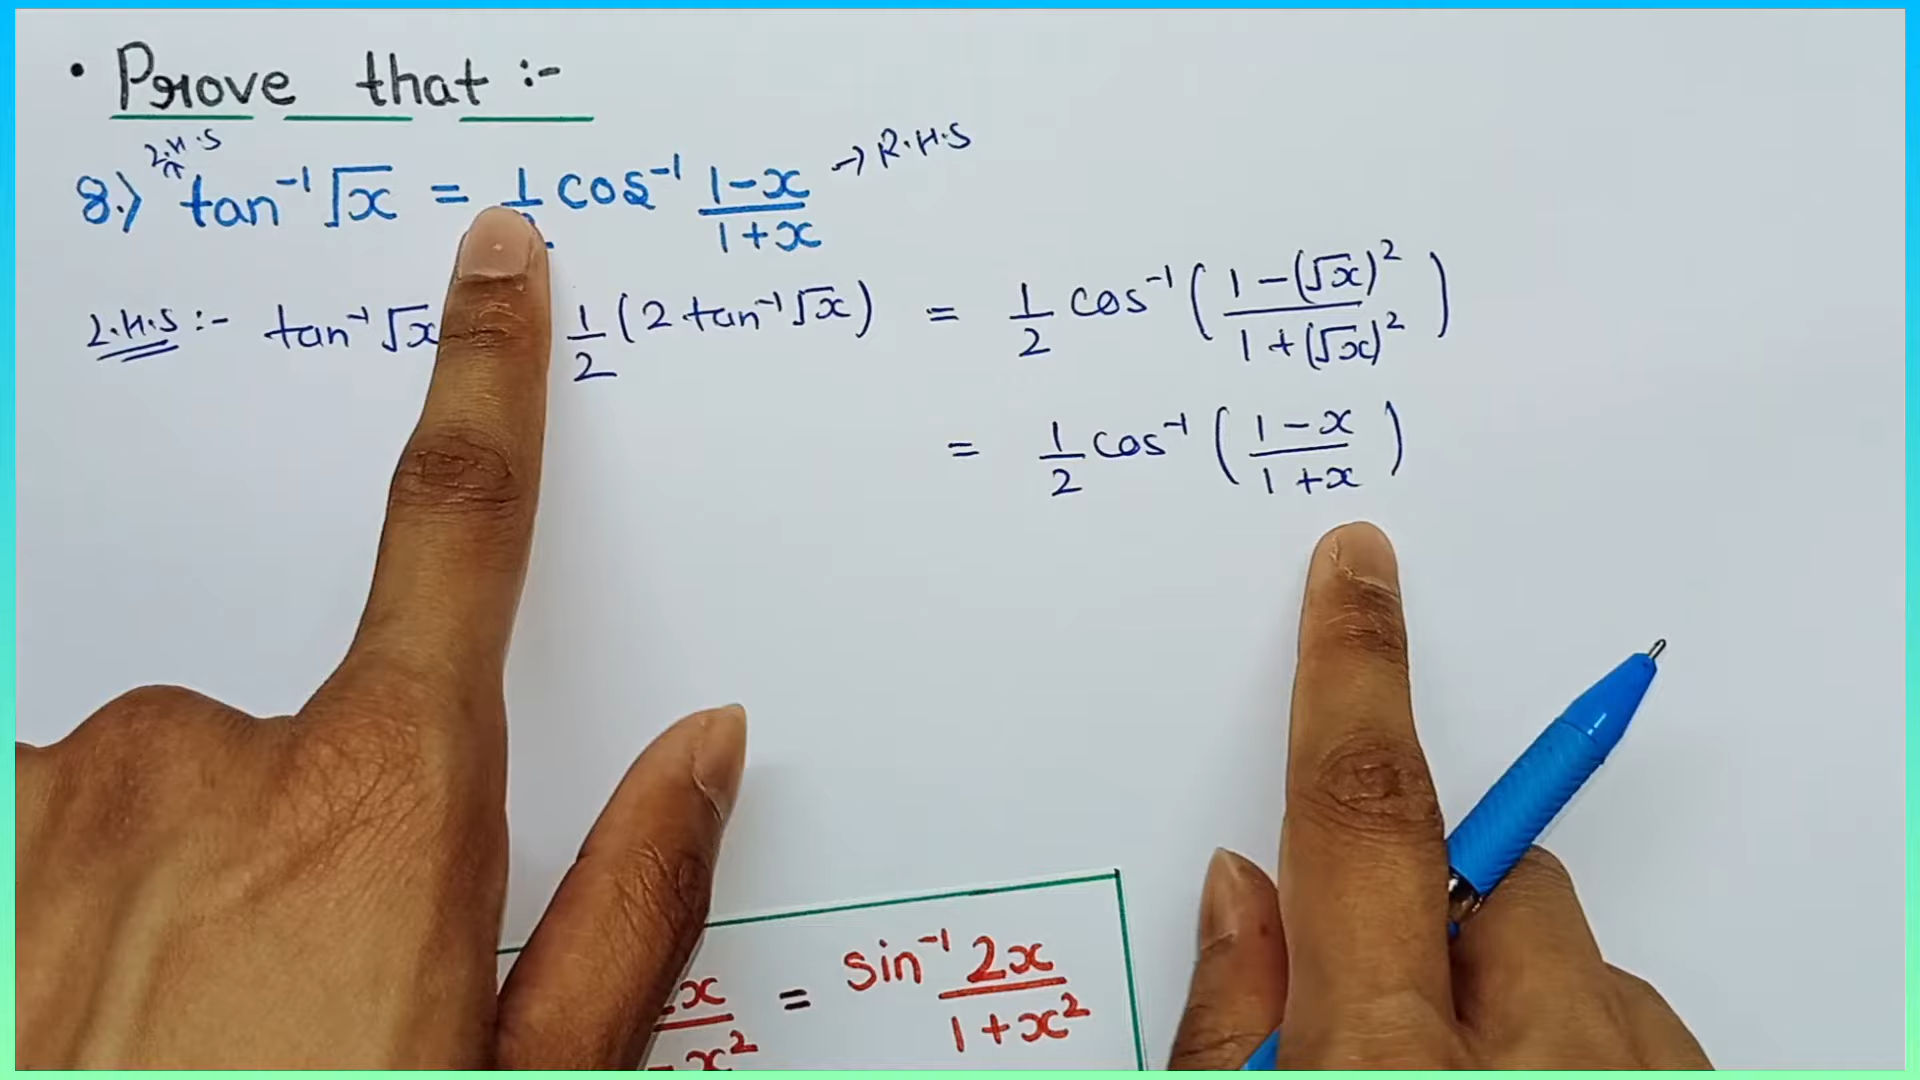 • Prove that :-
L.H.S
→ R.H.S
8.) tan⁻¹ √x = 1/ cos⁻¹ 1-x/1+x
L.H.S :- tan⁻¹ √x 1/2 (2 tan⁻¹ √x) = 1/2 cos⁻¹ (1-(√x)²/1+(√x)²)
= 1/2 cos⁻¹ (1-x/1+x)
x/-x² = sin⁻¹ 2x/1+x²